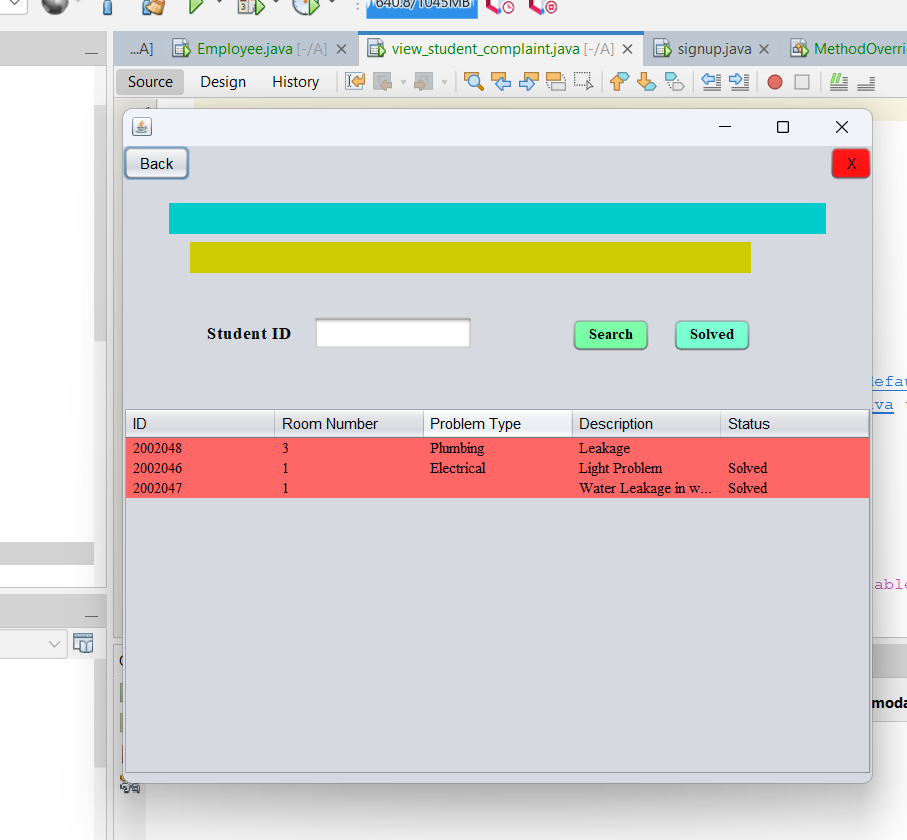 640.8/1045MB
...A] Employee.java [-/A] view_student_complaint.java [-/A] signup.java MethodOverri
Source Design History
1
Back X
Student ID Search Solved
ID Room Number Problem Type Description Status
2002048 3 Plumbing Leakage
2002046 1 Electrical Light Problem Solved
2002047 1 Water Leakage in w... Solved
defau
va
able
moda